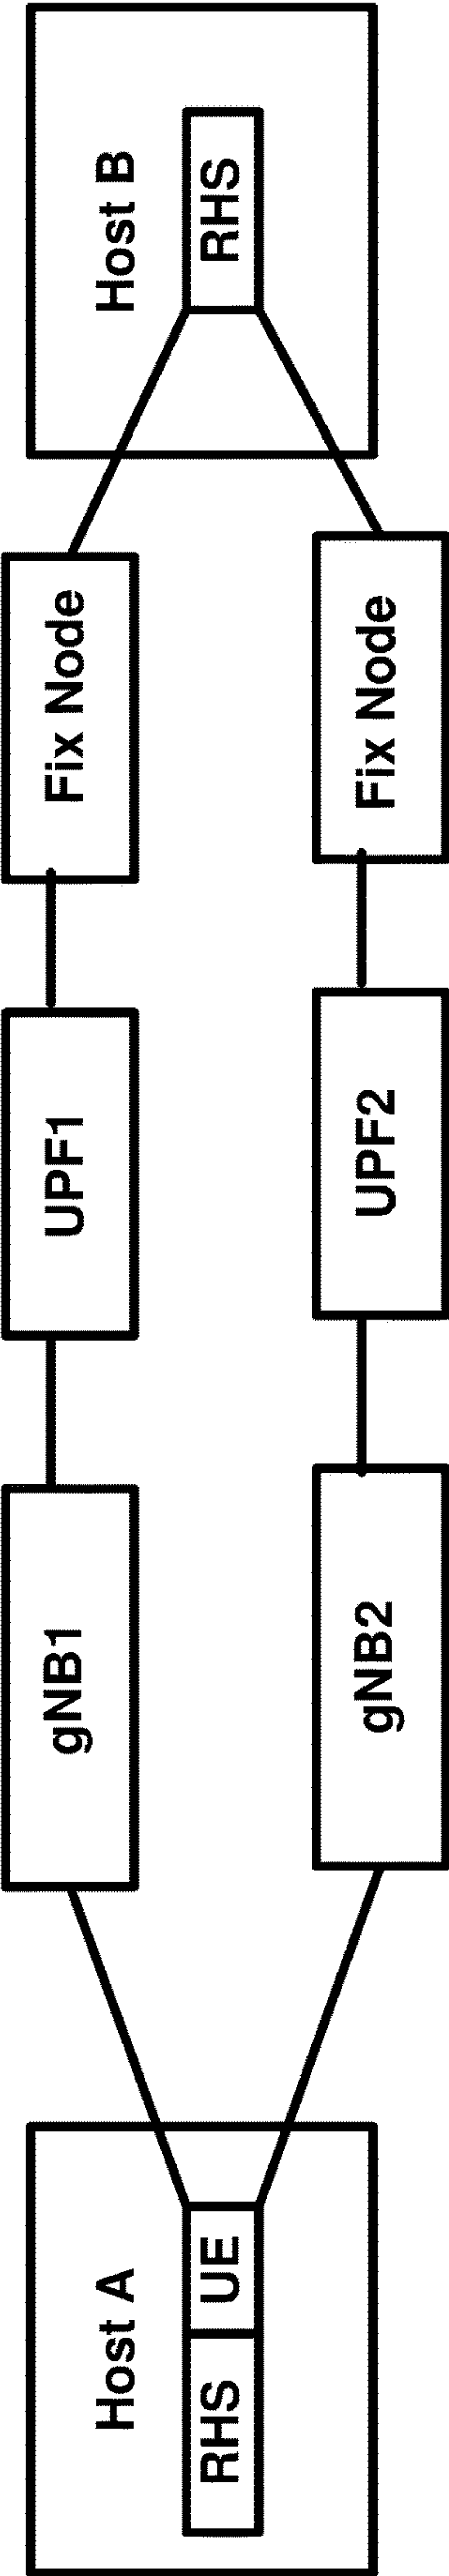 Host A
RHS
UE
gNB1
UPF1
Fix Node
Host B
RHS
gNB2
UPF2
Fix Node